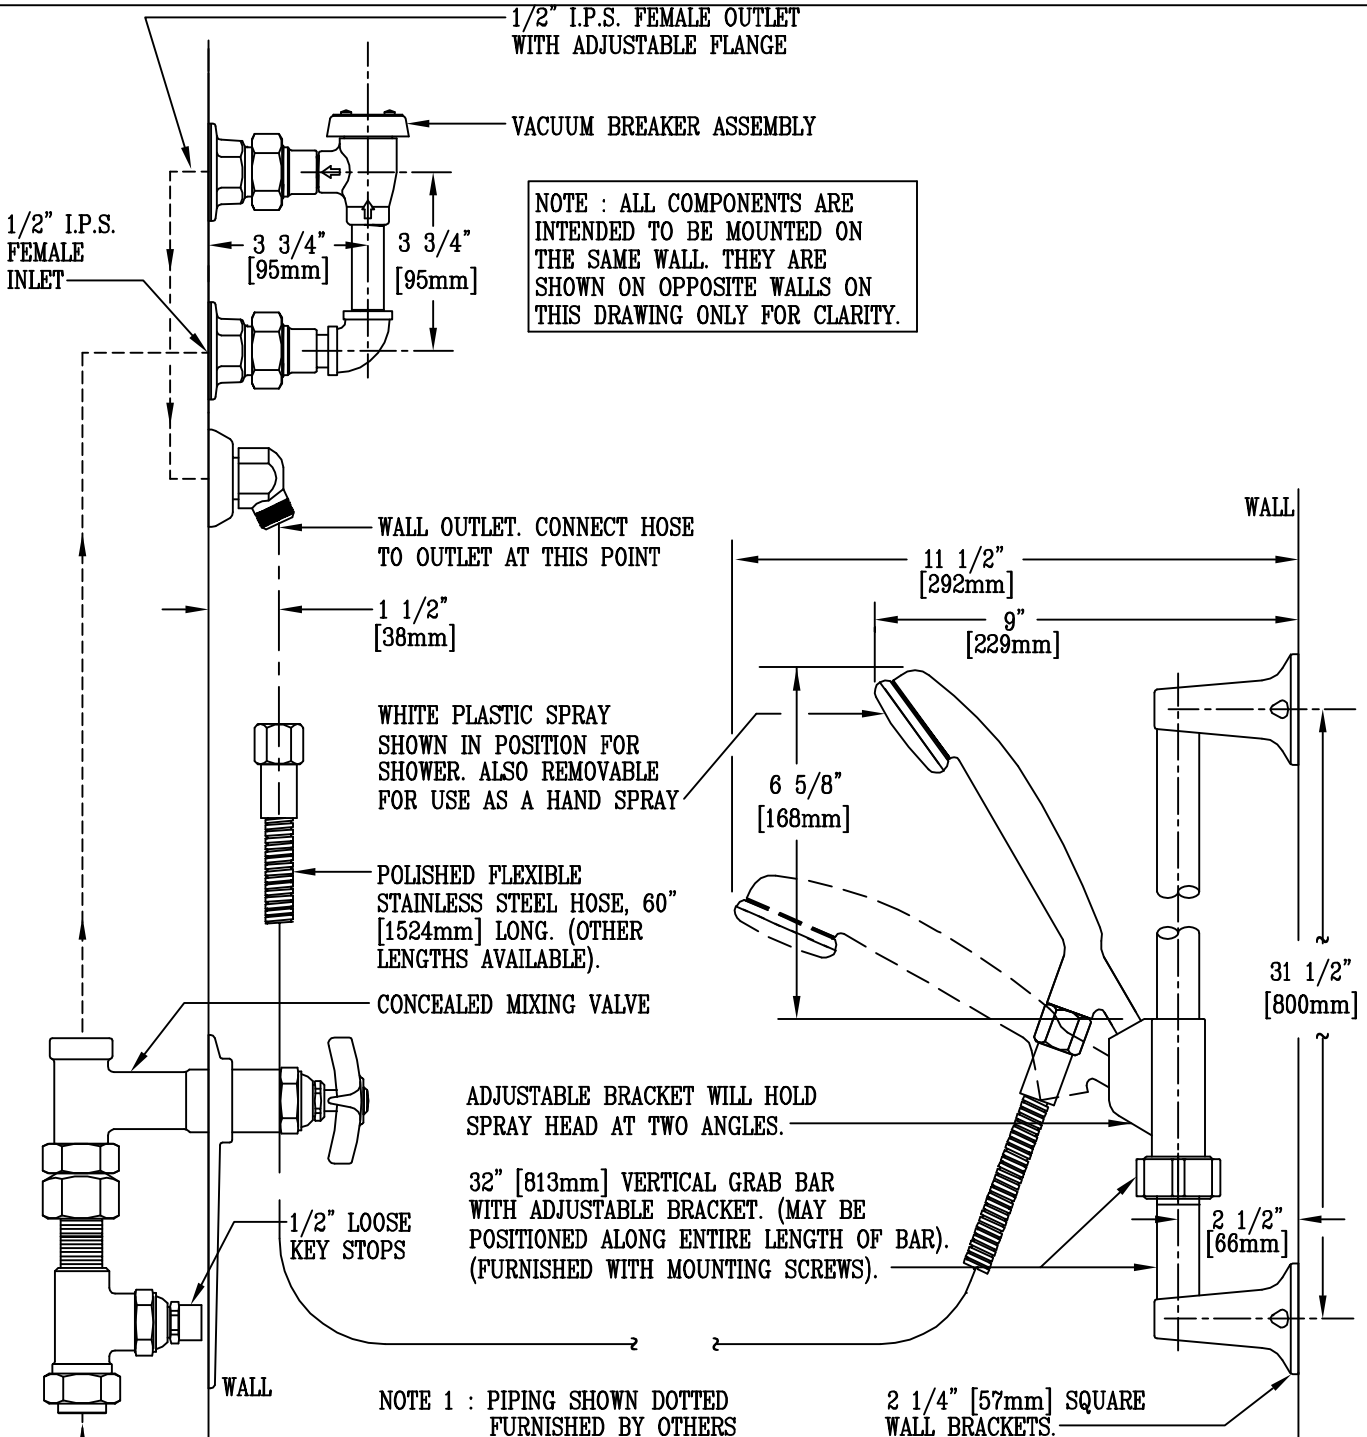 1/2" I.P.S. FEMALE OUTLET
WITH ADJUSTABLE FLANGE
VACUUM BREAKER ASSEMBLY
NOTE : ALL COMPONENTS ARE
INTENDED TO BE MOUNTED ON
THE SAME WALL. THEY ARE
SHOWN ON OPPOSITE WALLS ON
THIS DRAWING ONLY FOR CLARITY.
1/2" I.P.S.
FEMALE
INLET
3 3/4"
[95mm]
3 3/4"
[95mm]
WALL OUTLET. CONNECT HOSE
TO OUTLET AT THIS POINT
WALL
11 1/2"
[292mm]
9"
[229mm]
1 1/2"
[38mm]
WHITE PLASTIC SPRAY
SHOWN IN POSITION FOR
SHOWER. ALSO REMOVABLE
FOR USE AS A HAND SPRAY
6 5/8"
[168mm]
POLISHED FLEXIBLE
STAINLESS STEEL HOSE, 60"
[1524mm] LONG. (OTHER
LENGTHS AVAILABLE).
31 1/2"
[800mm]
CONCEALED MIXING VALVE
ADJUSTABLE BRACKET WILL HOLD
SPRAY HEAD AT TWO ANGLES.
32" [813mm] VERTICAL GRAB BAR
WITH ADJUSTABLE BRACKET. (MAY BE
POSITIONED ALONG ENTIRE LENGTH OF BAR).
(FURNISHED WITH MOUNTING SCREWS).
2 1/2"
[66mm]
1/2" LOOSE
KEY STOPS
WALL
NOTE 1 : PIPING SHOWN DOTTED
FURNISHED BY OTHERS
2 1/4" [57mm] SQUARE
WALL BRACKETS.